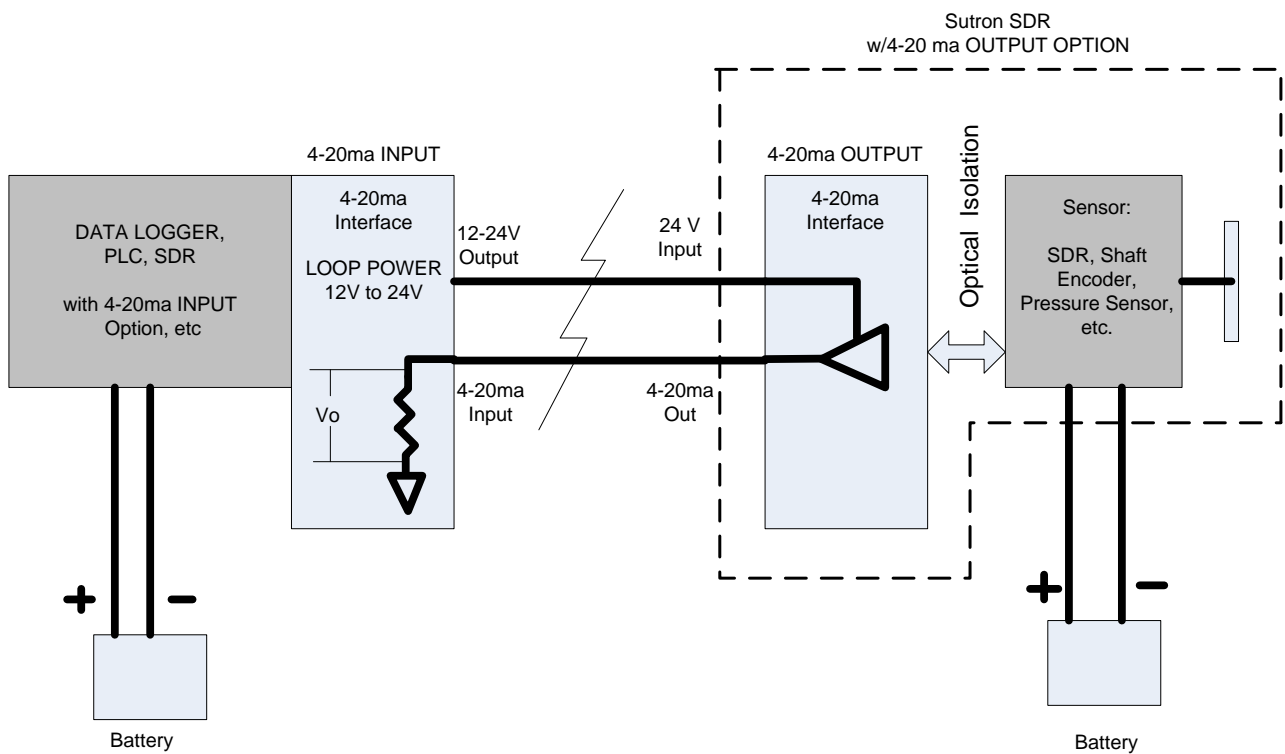 Sutron SDR
w/4-20 ma OUTPUT OPTION
4-20ma INPUT
4-20ma OUTPUT
Optical Isolation
DATA LOGGER,
PLC, SDR
with 4-20ma INPUT
Option, etc
4-20ma
Interface
LOOP POWER
12V to 24V
12-24V
Output
24 V
Input
4-20ma
Interface
Sensor:
SDR, Shaft
Encoder,
Pressure Sensor,
etc.
Vo
4-20ma
Input
4-20ma
Out
+
-
+
-
Battery
Battery